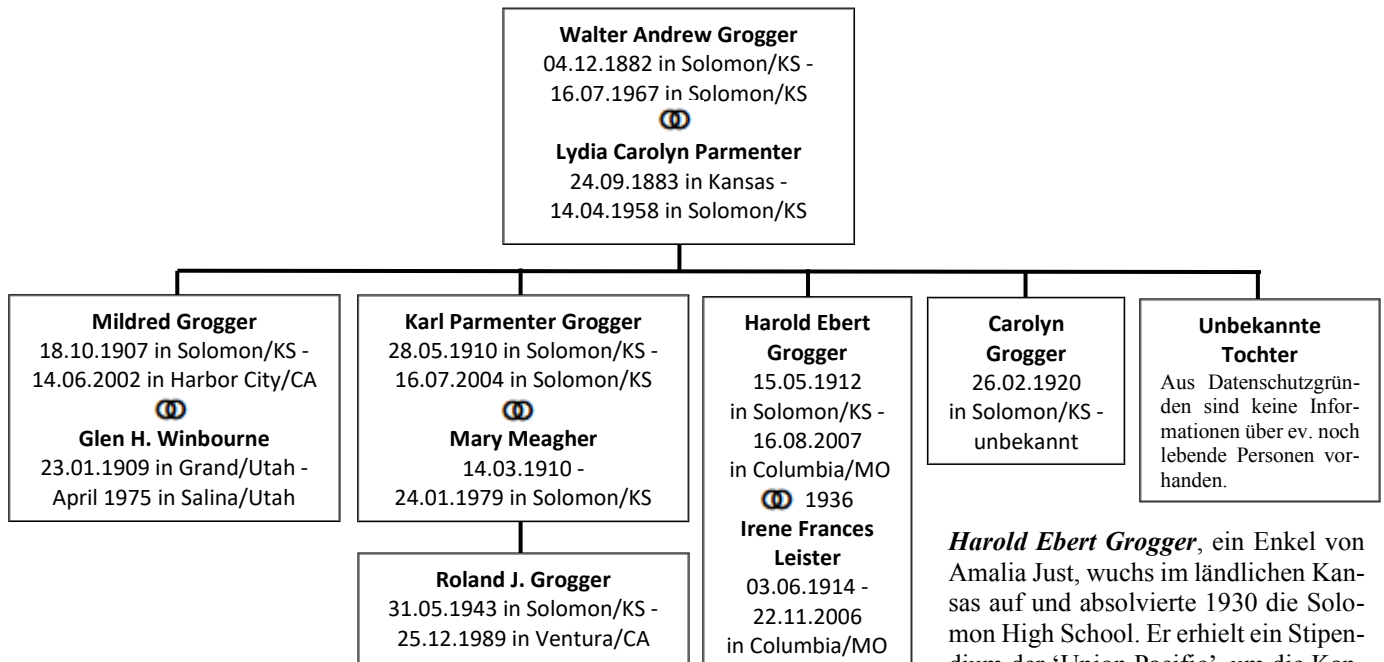 Walter Andrew Grogger
04.12.1882 in Solomon/KS -
16.07.1967 in Solomon/KS
Lydia Carolyn Parmenter
24.09.1883 in Kansas -
14.04.1958 in Solomon/KS
Mildred Grogger
18.10.1907 in Solomon/KS -
14.06.2002 in Harbor City/CA
Glen H. Winbourne
23.01.1909 in Grand/Utah -
April 1975 in Salina/Utah
Karl Parmenter Grogger
28.05.1910 in Solomon/KS -
16.07.2004 in Solomon/KS
Mary Meagher
14.03.1910 -
24.01.1979 in Solomon/KS
Roland J. Grogger
31.05.1943 in Solomon/KS -
25.12.1989 in Ventura/CA
Harold Ebert
Grogger
15.05.1912
in Solomon/KS -
16.08.2007
in Columbia/MO
1936
Irene Frances
Leister
03.06.1914 -
22.11.2006
in Columbia/MO
Carolyn
Grogger
26.02.1920
in Solomon/KS -
unbekannt
Unbekannte
Tochter
Aus Datenschutzgrün-
den sind keine Infor-
mationen über ev. noch
lebende Personen vor-
handen.
Harold Ebert Grogger, ein Enkel von
Amalia Just, wuchs im ländlichen Kan-
sas auf und absolvierte 1930 die Solo-
mon High School. Er erhielt ein Stipen-
dium der 'Union Pacific', um die Kan-